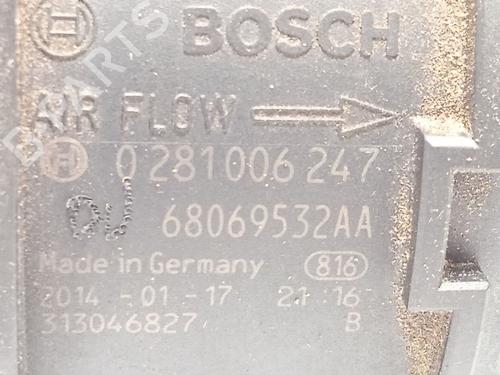 BOSCH
AIR FLOW
0 281 006 247
68069532AA
Made in Germany 816
2014 -01 -17 21:16
313046827 B